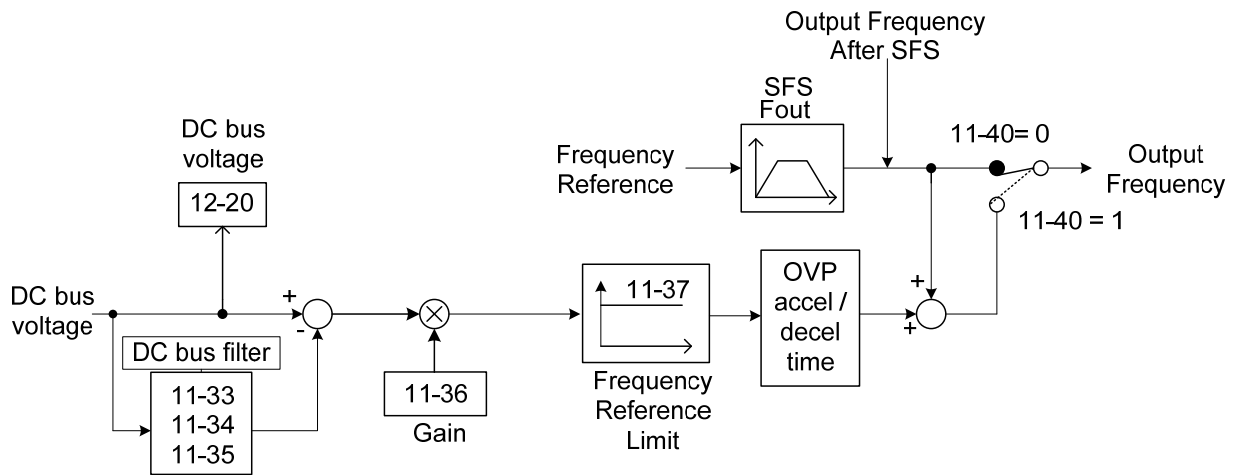 Output Frequency
After SFS
SFS
Fout
DC bus
voltage
12-20
Frequency
Reference
11-40= 0
Output
Frequency
11-40 = 1
DC bus
voltage
+
-
DC bus filter
11-33
11-34
11-35
11-36
Gain
11-37
Frequency
Reference
Limit
OVP
accel /
decel
time
+
+